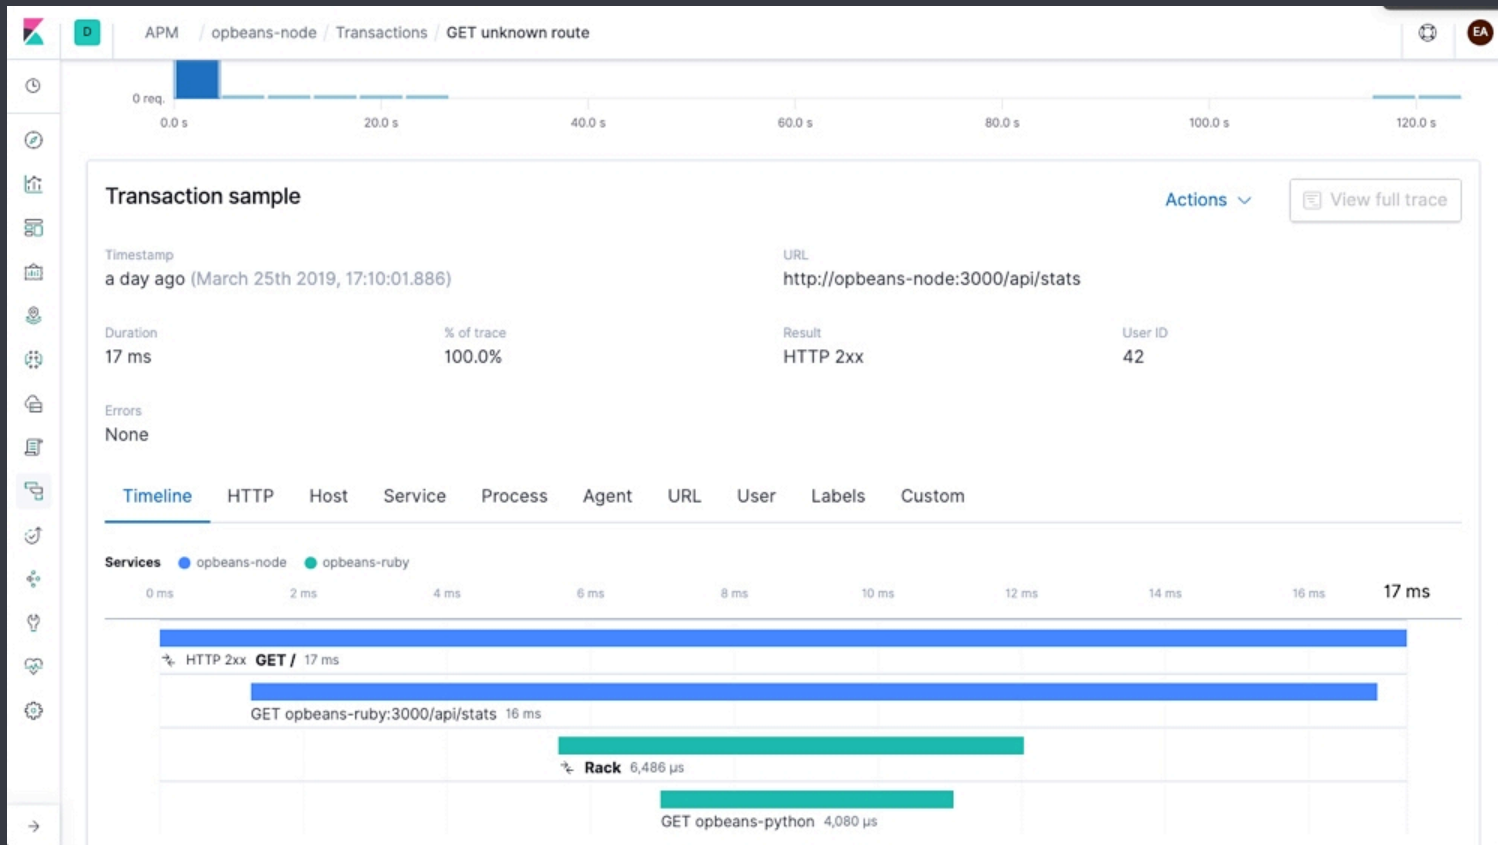 D APM / opbeans-node / Transactions / GET unknown route EA
0 req.
0.0 s 20.0 s 40.0 s 60.0 s 80.0 s 100.0 s 120.0 s
Transaction sample Actions View full trace
Timestamp URL
a day ago (March 25th 2019, 17:10:01.886) http://opbeans-node:3000/api/stats
Duration % of trace Result User ID
17 ms 100.0% HTTP 2xx 42
Errors
None
Timeline HTTP Host Service Process Agent URL User Labels Custom
Services opbeans-node opbeans-ruby
0 ms 2 ms 4 ms 6 ms 8 ms 10 ms 12 ms 14 ms 16 ms 17 ms
HTTP 2xx GET / 17 ms
GET opbeans-ruby:3000/api/stats 16 ms
Rack 6,486 µs
GET opbeans-python 4,080 µs